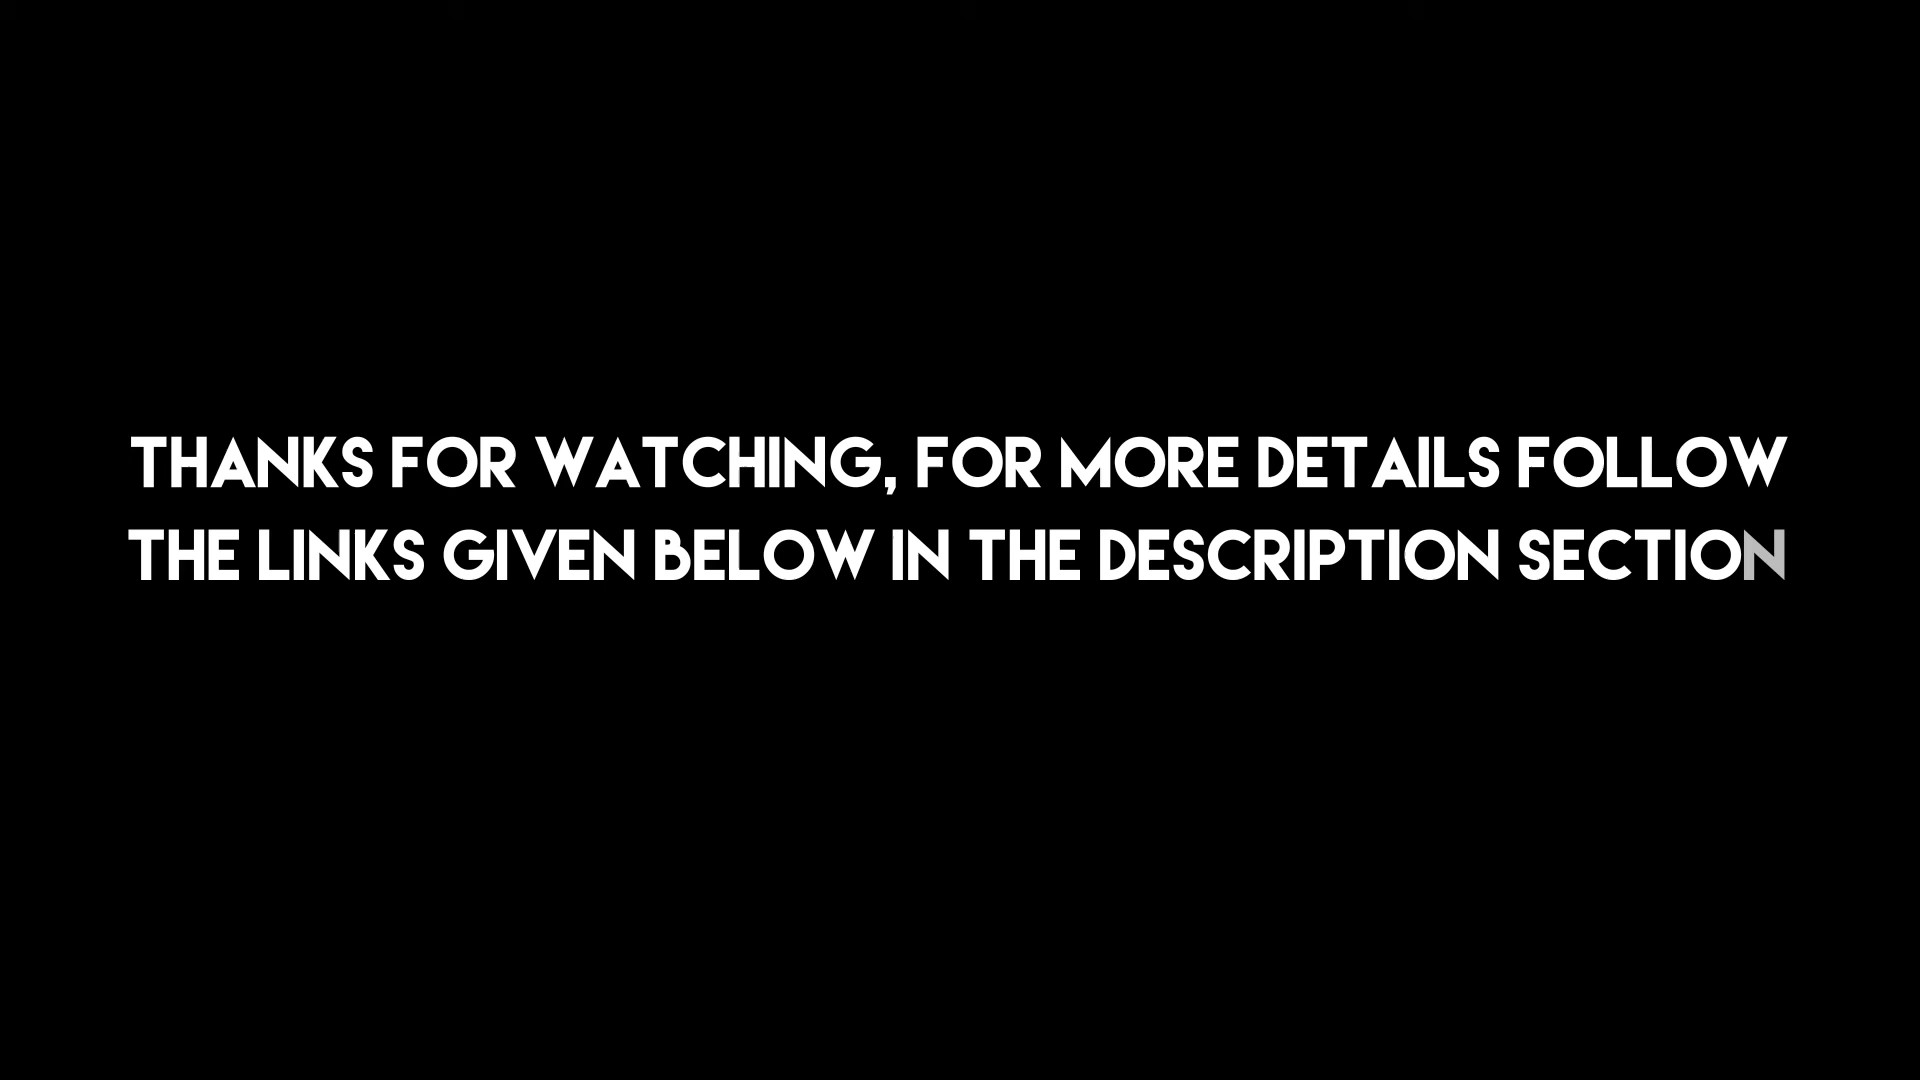 THANKS FOR WATCHING, FOR MORE DETAILS FOLLOW
THE LINKS GIVEN BELOW IN THE DESCRIPTION SECTION